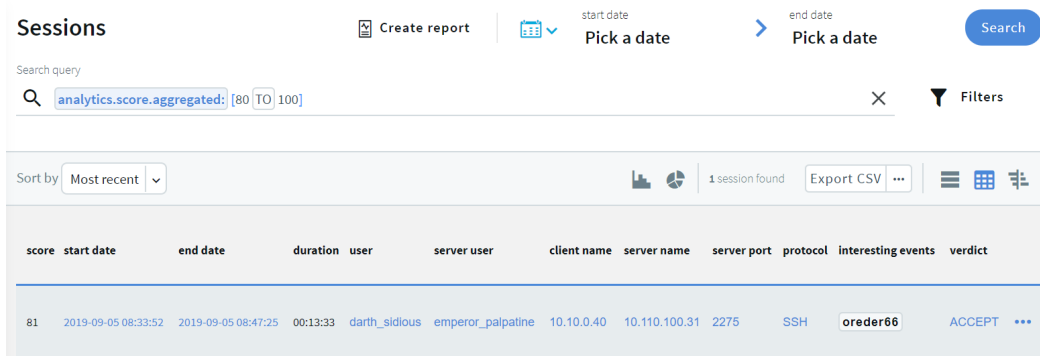 Sessions
Create report
start date
Pick a date
end date
Pick a date
Search
Search query
analytics.score.aggregated: [80 TO 100]
Filters
Sort by Most recent
1 session found
Export CSV ...
score start date end date duration user server user client name server name server port protocol interesting events verdict
81 2019-09-05 08:33:52 2019-09-05 08:47:25 00:13:33 darth_sidious emperor_palpatine 10.10.0.40 10.110.100.31 2275 SSH oreder66 ACCEPT ...